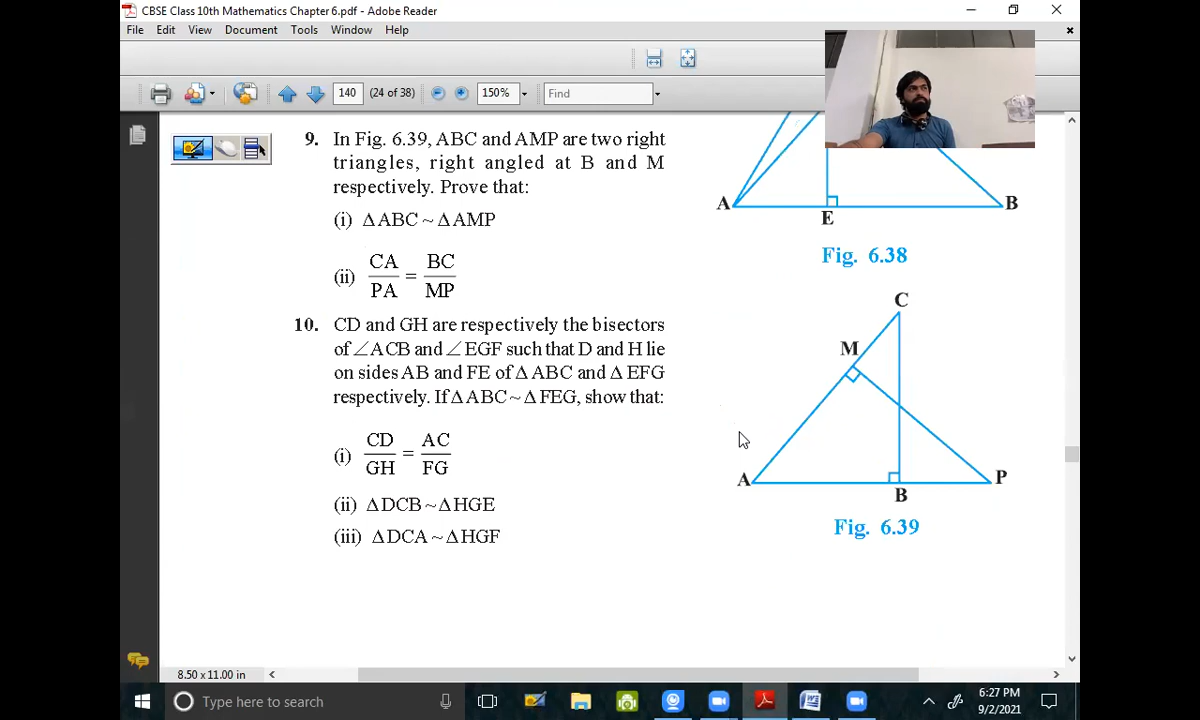 CBSE Class 10th Mathematics Chapter 6.pdf - Adobe Reader
File Edit View Document Tools Window Help
140 (24 of 38) 150% Find
9. In Fig. 6.39, ABC and AMP are two right
triangles, right angled at B and M
respectively. Prove that:
(i) Δ ABC ~ Δ AMP
(ii) CA/PA = BC/MP
10. CD and GH are respectively the bisectors
of ∠ ACB and ∠ EGF such that D and H lie
on sides AB and FE of Δ ABC and Δ EFG
respectively. If Δ ABC ~ Δ FEG, show that:
(i) CD/GH = AC/FG
(ii) Δ DCB ~ Δ HGE
(iii) Δ DCA ~ Δ HGF
A E B
Fig. 6.38
C
M
A B P
Fig. 6.39
8.50 x 11.00 in
Type here to search
6:27 PM
9/2/2021